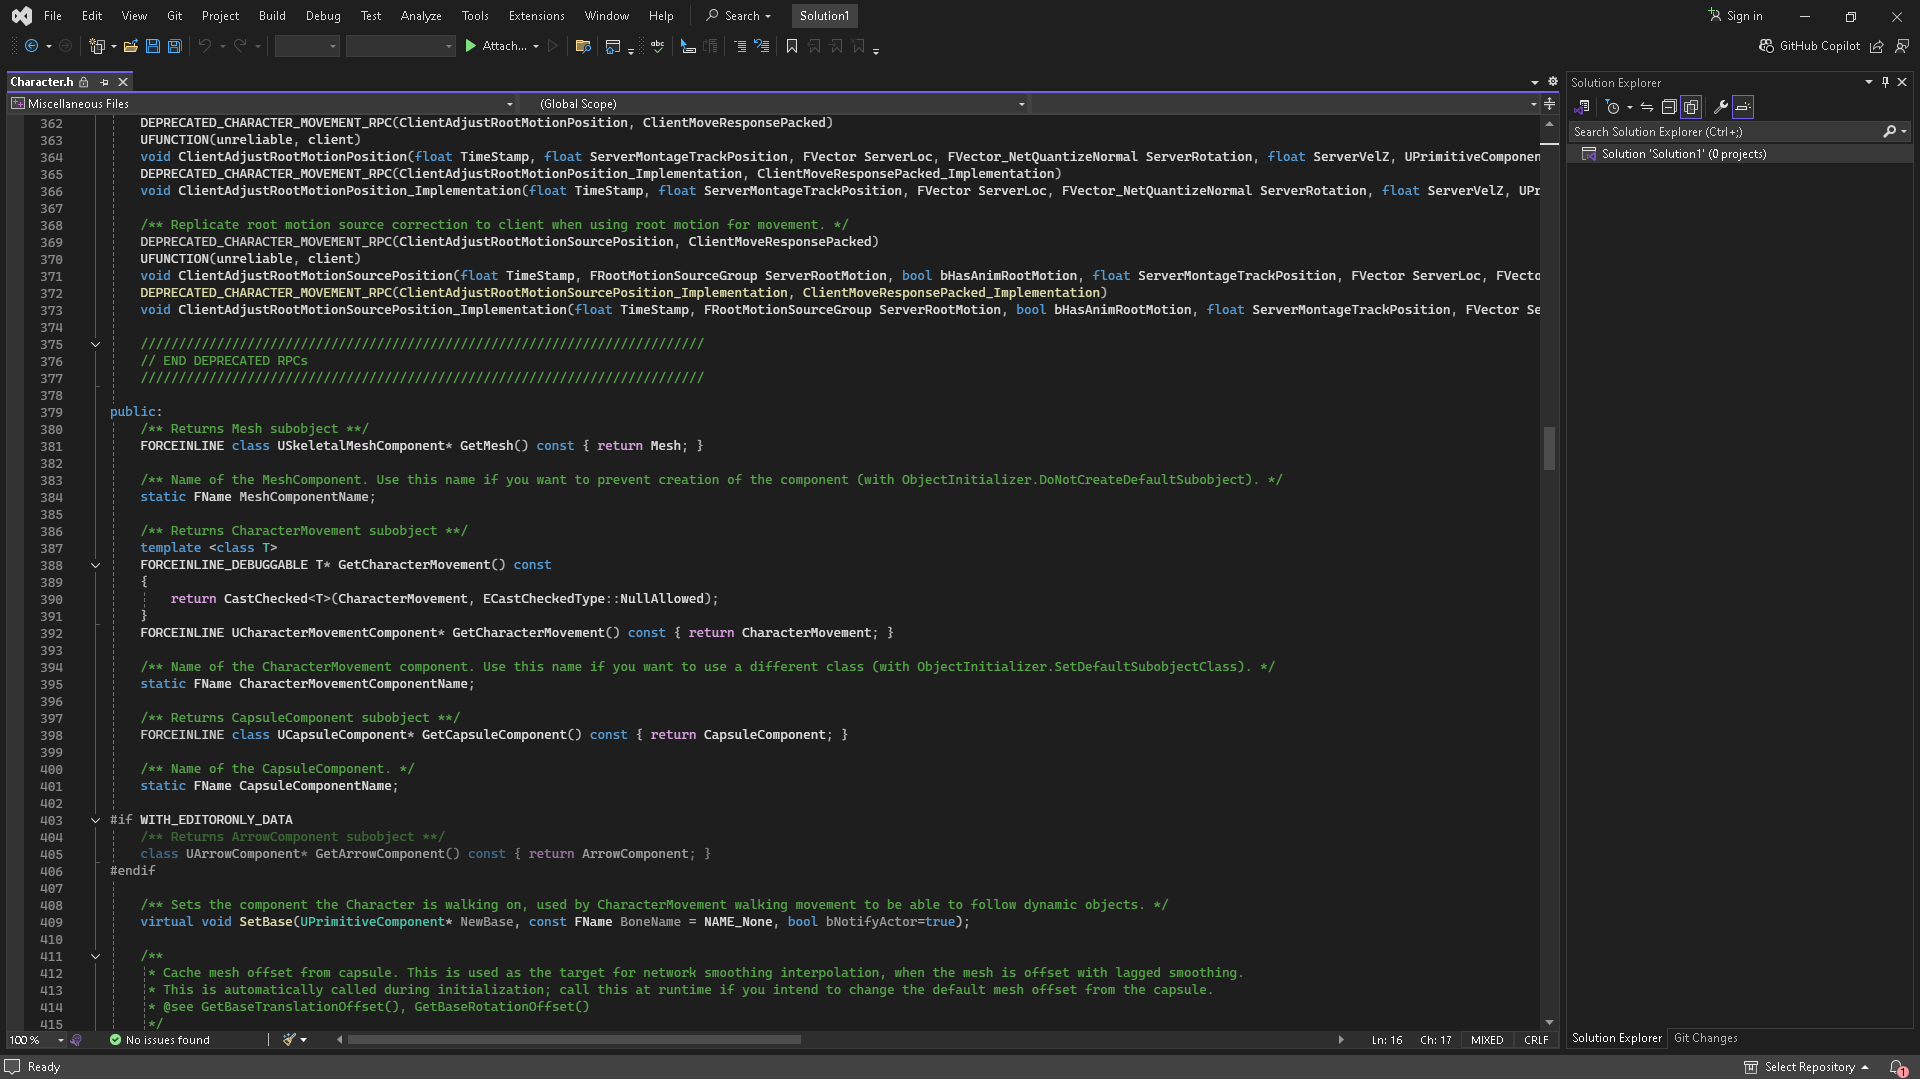 File Edit View Git Project Build Debug Test Analyze Tools Extensions Window Help Search Solution1 Sign in
Attach... abc GitHub Copilot
Character.h
Miscellaneous Files (Global Scope)
362 DEPRECATED_CHARACTER_MOVEMENT_RPC(ClientAdjustRootMotionPosition, ClientMoveResponsePacked)
363 UFUNCTION(unreliable, client)
364 void ClientAdjustRootMotionPosition(float TimeStamp, float ServerMontageTrackPosition, FVector ServerLoc, FVector_NetQuantizeNormal ServerRotation, float ServerVelZ, UPrimitiveComponen
365 DEPRECATED_CHARACTER_MOVEMENT_RPC(ClientAdjustRootMotionPosition_Implementation, ClientMoveResponsePacked_Implementation)
366 void ClientAdjustRootMotionPosition_Implementation(float TimeStamp, float ServerMontageTrackPosition, FVector ServerLoc, FVector_NetQuantizeNormal ServerRotation, float ServerVelZ, UPr
367
368 /** Replicate root motion source correction to client when using root motion for movement. */
369 DEPRECATED_CHARACTER_MOVEMENT_RPC(ClientAdjustRootMotionSourcePosition, ClientMoveResponsePacked)
370 UFUNCTION(unreliable, client)
371 void ClientAdjustRootMotionSourcePosition(float TimeStamp, FRootMotionSourceGroup ServerRootMotion, bool bHasAnimRootMotion, float ServerMontageTrackPosition, FVector ServerLoc, FVecto
372 DEPRECATED_CHARACTER_MOVEMENT_RPC(ClientAdjustRootMotionSourcePosition_Implementation, ClientMoveResponsePacked_Implementation)
373 void ClientAdjustRootMotionSourcePosition_Implementation(float TimeStamp, FRootMotionSourceGroup ServerRootMotion, bool bHasAnimRootMotion, float ServerMontageTrackPosition, FVector Se
374
375 //////////////////////////////////////////////////////////////////////////
376 // END DEPRECATED RPCs
377 //////////////////////////////////////////////////////////////////////////
378
379 public:
380 /** Returns Mesh subobject **/
381 FORCEINLINE class USkeletalMeshComponent* GetMesh() const { return Mesh; }
382
383 /** Name of the MeshComponent. Use this name if you want to prevent creation of the component (with ObjectInitializer.DoNotCreateDefaultSubobject). */
384 static FName MeshComponentName;
385
386 /** Returns CharacterMovement subobject **/
387 template <class T>
388 FORCEINLINE_DEBUGGABLE T* GetCharacterMovement() const
389 {
390 return CastChecked<T>(CharacterMovement, ECastCheckedType::NullAllowed);
391 }
392 FORCEINLINE UCharacterMovementComponent* GetCharacterMovement() const { return CharacterMovement; }
393
394 /** Name of the CharacterMovement component. Use this name if you want to use a different class (with ObjectInitializer.SetDefaultSubobjectClass). */
395 static FName CharacterMovementComponentName;
396
397 /** Returns CapsuleComponent subobject **/
398 FORCEINLINE class UCapsuleComponent* GetCapsuleComponent() const { return CapsuleComponent; }
399
400 /** Name of the CapsuleComponent. */
401 static FName CapsuleComponentName;
402
403 #if WITH_EDITORONLY_DATA
404 /** Returns ArrowComponent subobject **/
405 class UArrowComponent* GetArrowComponent() const { return ArrowComponent; }
406 #endif
407
408 /** Sets the component the Character is walking on, used by CharacterMovement walking movement to be able to follow dynamic objects. */
409 virtual void SetBase(UPrimitiveComponent* NewBase, const FName BoneName = NAME_None, bool bNotifyActor=true);
410
411 /**
412 * Cache mesh offset from capsule. This is used as the target for network smoothing interpolation, when the mesh is offset with lagged smoothing.
413 * This is automatically called during initialization; call this at runtime if you intend to change the default mesh offset from the capsule.
414 * @see GetBaseTranslationOffset(), GetBaseRotationOffset()
415 */
100 % No issues found Ln: 16 Ch: 17 MIXED CRLF
Solution Explorer
Search Solution Explorer (Ctrl+;)
Solution 'Solution1' (0 projects)
Solution Explorer Git Changes
Ready Select Repository 1